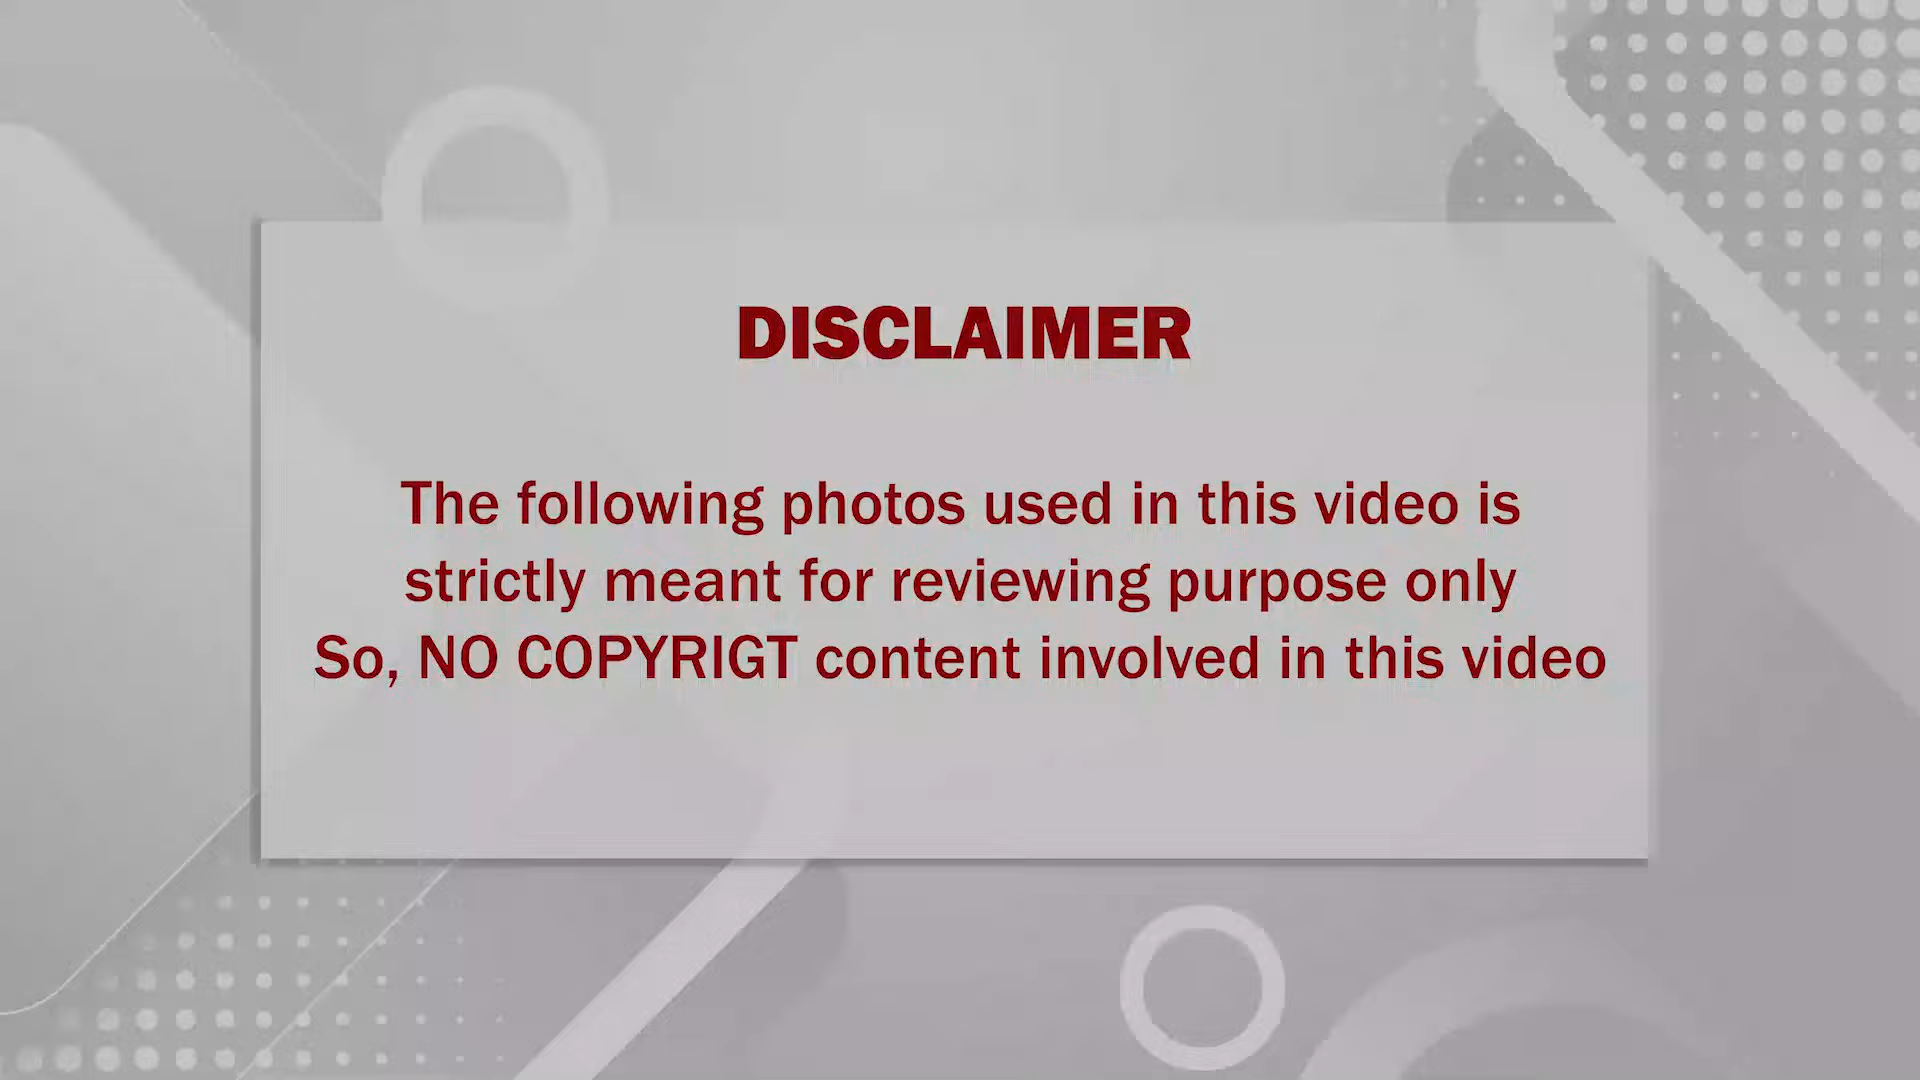 DISCLAIMER
The following photos used in this video is
strictly meant for reviewing purpose only
So, NO COPYRIGT content involved in this video